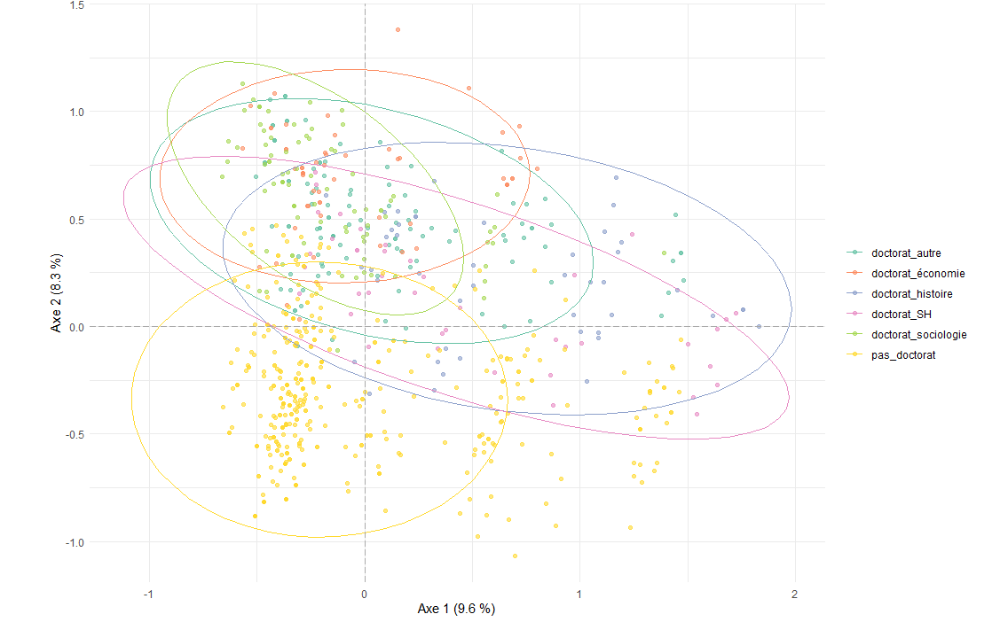 1.5
1.0
0.5
0.0
-0.5
-1.0
Axe 2 (8.3 %)
-1
0
1
2
Axe 1 (9.6 %)
doctorat_autre
doctorat_économie
doctorat_histoire
doctorat_SH
doctorat_sociologie
pas_doctorat